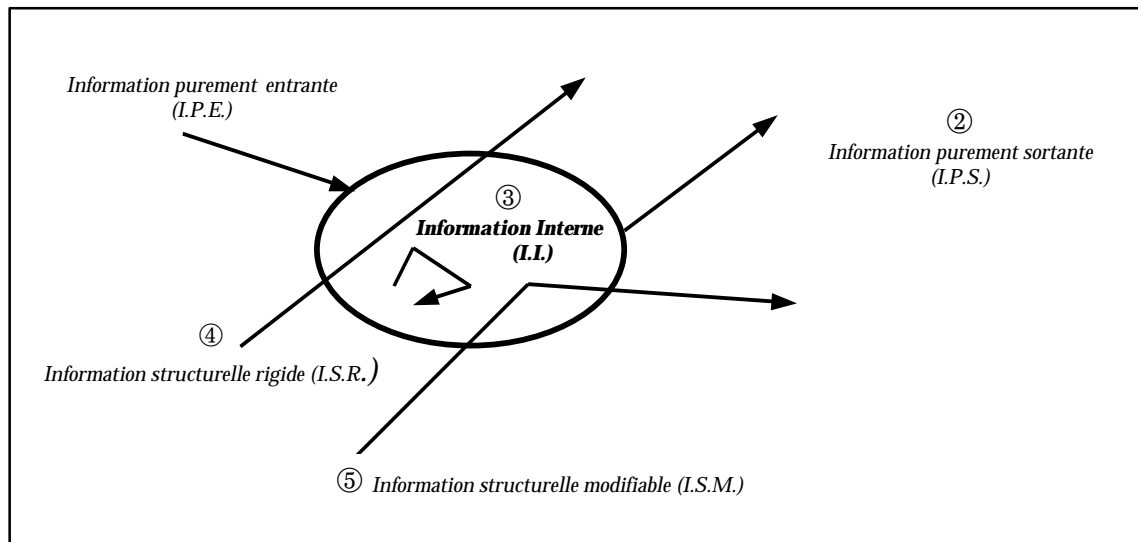 Information purement entrante
(I.P.E.)
②
Information purement sortante
(I.P.S.)
③
Information Interne
(I.I.)
④
Information structurelle rigide (I.S.R.)
⑤ Information structurelle modifiable (I.S.M.)